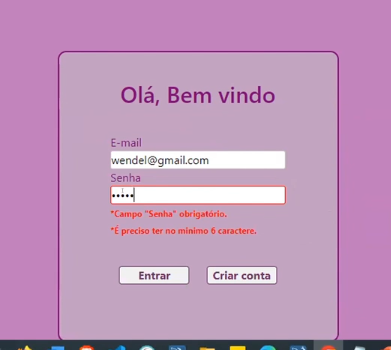 Olá, Bem vindo
E-mail
wendel@gmail.com
Senha
•••••
*Campo "Senha" obrigatório.
*É preciso ter no minimo 6 caractere.
Entrar
Criar conta